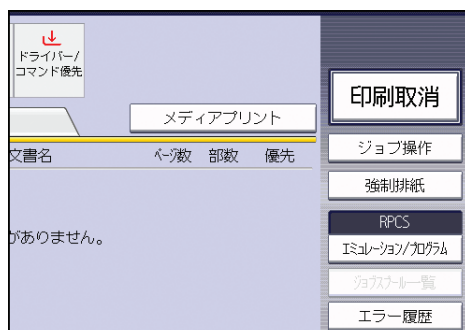 ドライバー/
コマンド優先
印刷取消
メディアプリント
ジョブ操作
文書名 ページ数 部数 優先
強制排紙
RPCS
がありません。
エミュレーション/プログラム
ジョブスプール一覧
エラー履歴